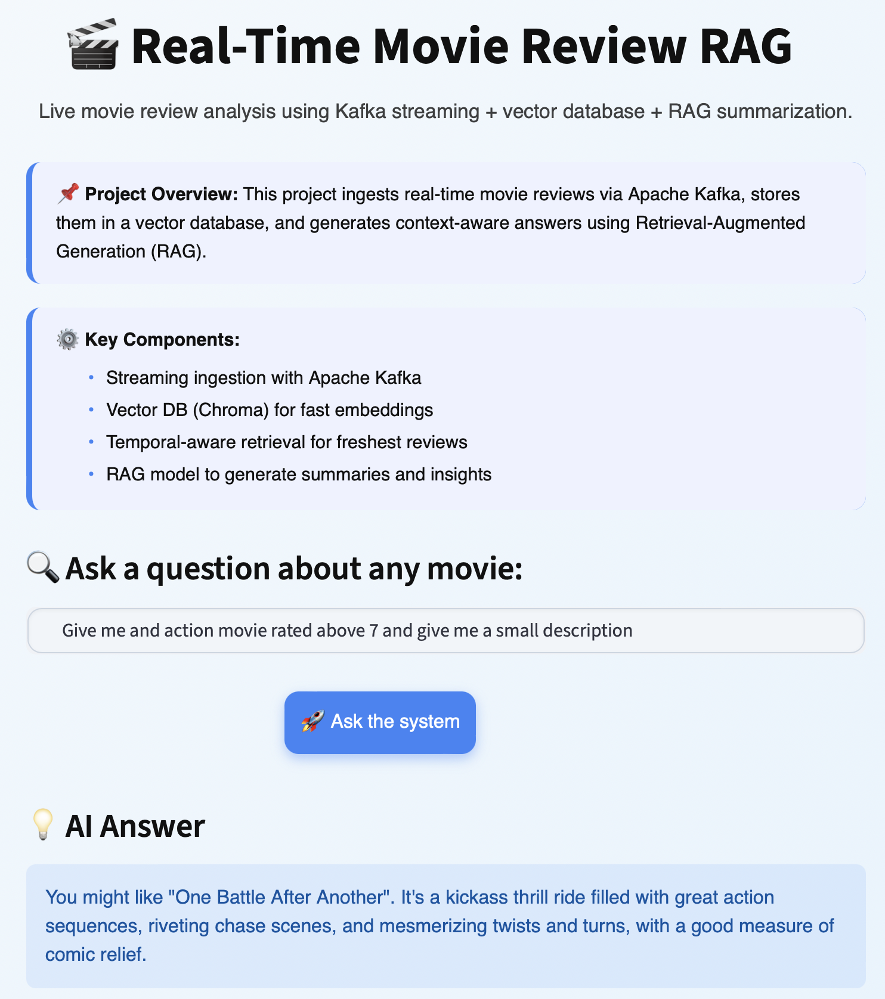 🎬 Real-Time Movie Review RAG
Live movie review analysis using Kafka streaming + vector database + RAG summarization.
📌 Project Overview: This project ingests real-time movie reviews via Apache Kafka, stores
them in a vector database, and generates context-aware answers using Retrieval-Augmented
Generation (RAG).
⚙️ Key Components:
• Streaming ingestion with Apache Kafka
• Vector DB (Chroma) for fast embeddings
• Temporal-aware retrieval for freshest reviews
• RAG model to generate summaries and insights
🔍 Ask a question about any movie:
Give me and action movie rated above 7 and give me a small description
🚀 Ask the system
💡 AI Answer
You might like "One Battle After Another". It's a kickass thrill ride filled with great action
sequences, riveting chase scenes, and mesmerizing twists and turns, with a good measure of
comic relief.